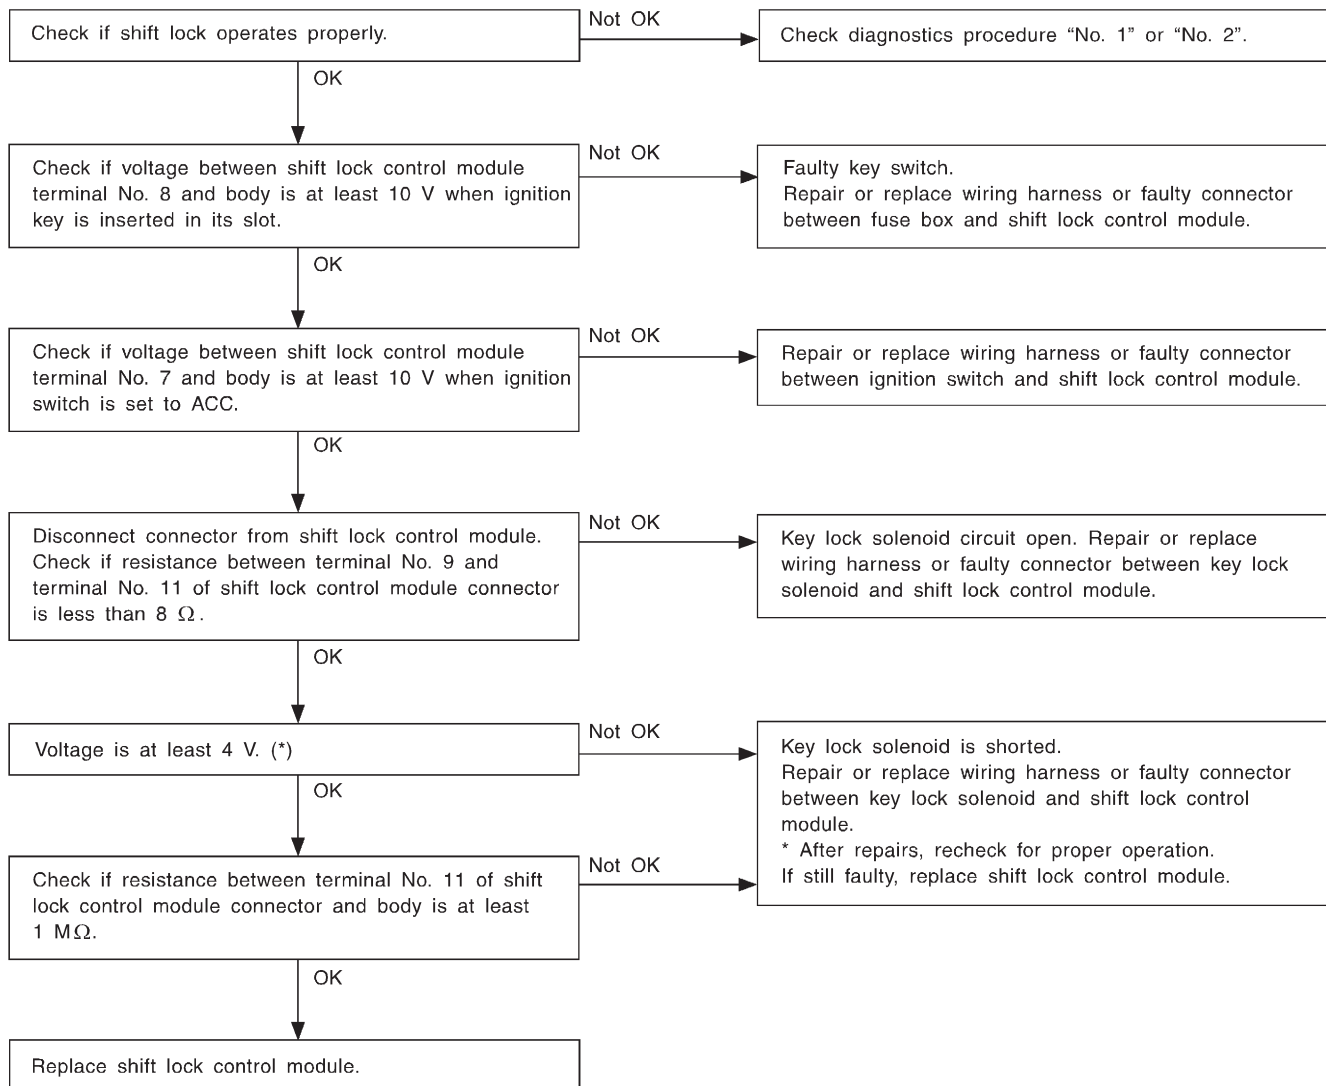 Check if shift lock operates properly.
Not OK
Check diagnostics procedure “No. 1” or “No. 2”.
OK
Check if voltage between shift lock control module
terminal No. 8 and body is at least 10 V when ignition
key is inserted in its slot.
Not OK
Faulty key switch.
Repair or replace wiring harness or faulty connector
between fuse box and shift lock control module.
OK
Check if voltage between shift lock control module
terminal No. 7 and body is at least 10 V when ignition
switch is set to ACC.
Not OK
Repair or replace wiring harness or faulty connector
between ignition switch and shift lock control module.
OK
Disconnect connector from shift lock control module.
Check if resistance between terminal No. 9 and
terminal No. 11 of shift lock control module connector
is less than 8 Ω.
Not OK
Key lock solenoid circuit open. Repair or replace
wiring harness or faulty connector between key lock
solenoid and shift lock control module.
OK
Voltage is at least 4 V. (*)
Not OK
Key lock solenoid is shorted.
Repair or replace wiring harness or faulty connector
between key lock solenoid and shift lock control
module.
* After repairs, recheck for proper operation.
If still faulty, replace shift lock control module.
OK
Check if resistance between terminal No. 11 of shift
lock control module connector and body is at least
1 MΩ.
Not OK
OK
Replace shift lock control module.